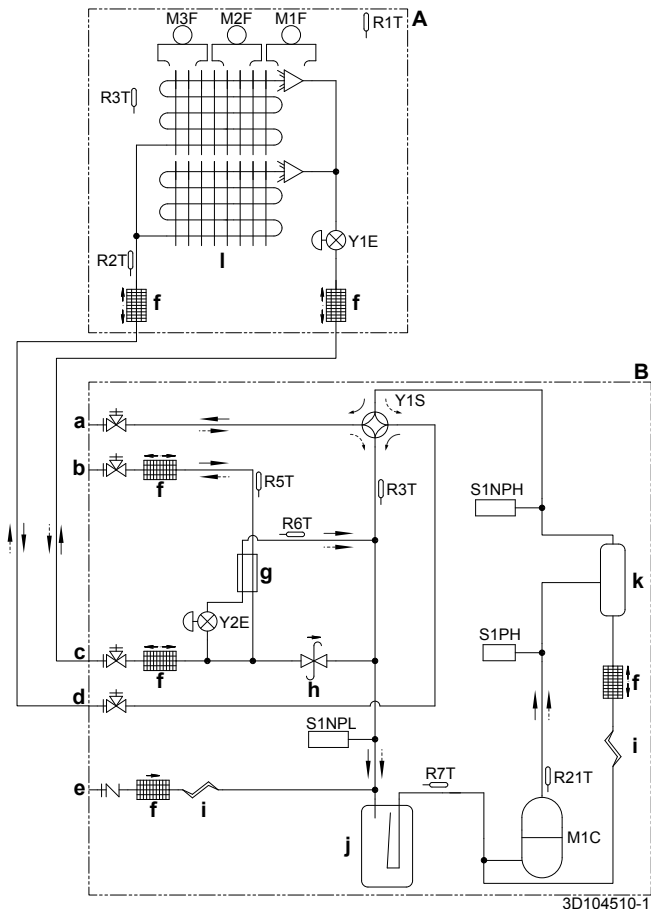 M3F M2F M1F R1T A
R3T
Y1E
R2T
l
f f
B
Y1S
a
b
f R5T R3T S1NPH
R6T
g k
Y2E
S1PH
c
f h f
d
S1NPL i
e
f i R7T R21T
j M1C
3D104510-1